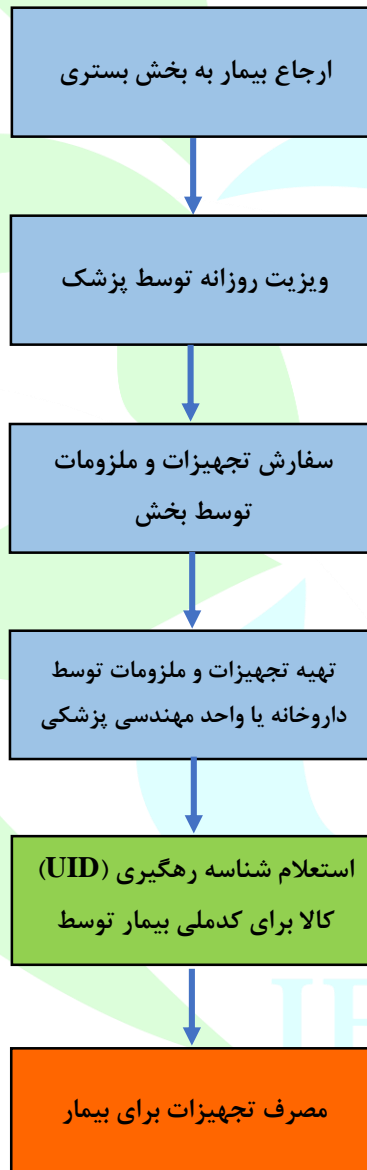 ارجاع بیمار به بخش بستری
ویزیت روزانه توسط پزشک
سفارش تجهیزات و ملزومات
توسط بخش
تهیه تجهیزات و ملزومات توسط
داروخانه یا واحد مهندسی پزشکی
استعلام شناسه رهگیری (UID)
کالا برای کدملی بیمار توسط
مصرف تجهیزات برای بیمار